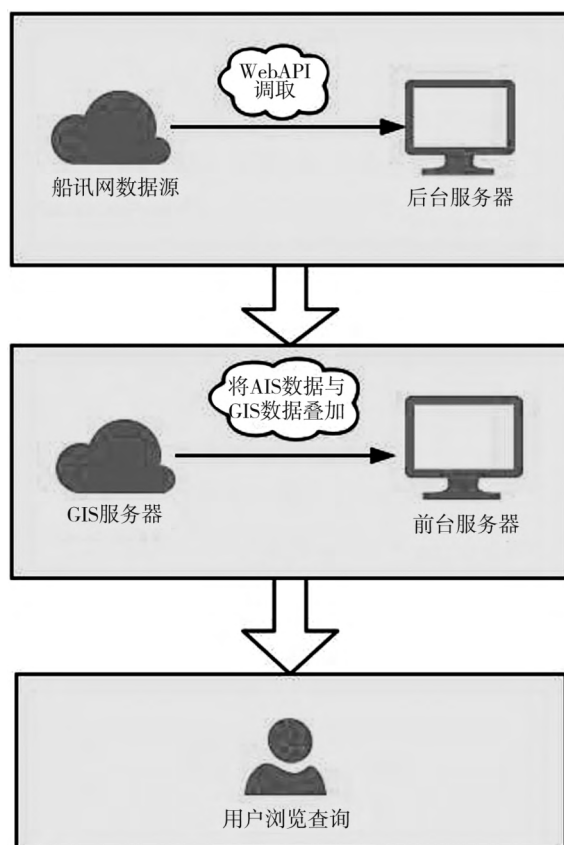 WebAPI
调取
船讯网数据源
后台服务器
将AIS数据与
GIS数据叠加
GIS服务器
前台服务器
用户浏览查询